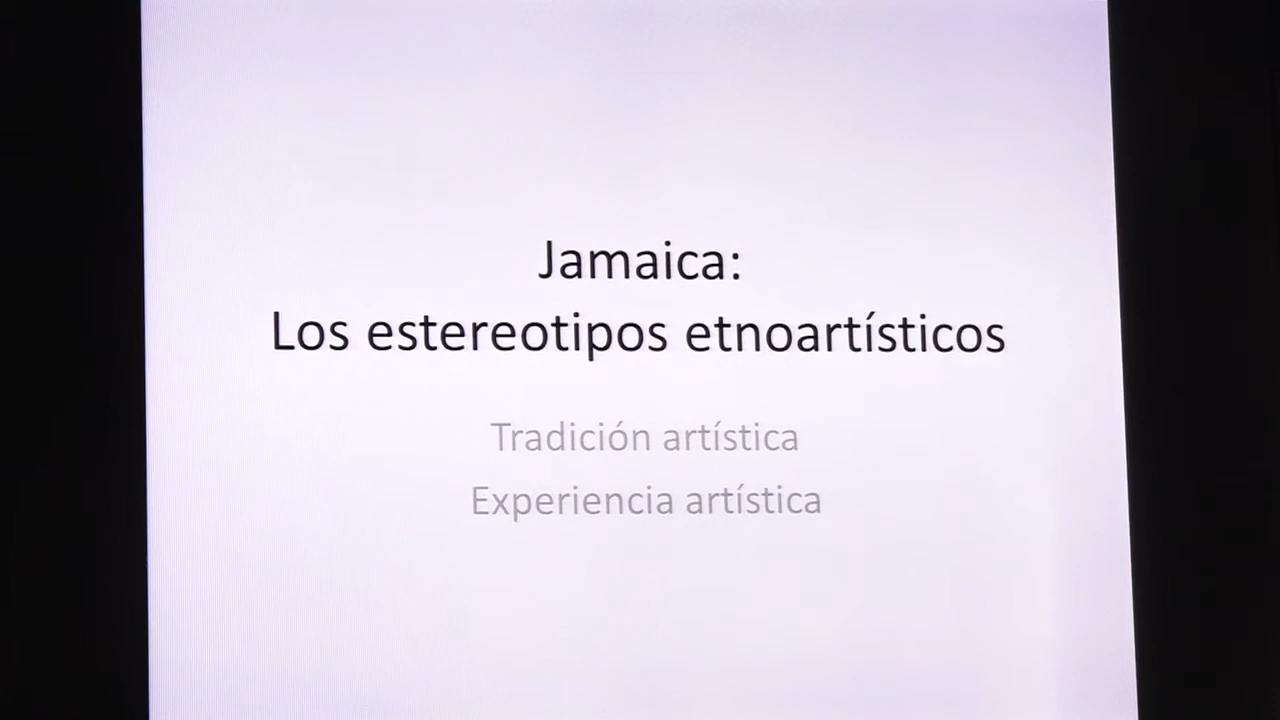 Jamaica:
Los estereotipos etnoartísticos
Tradición artística
Experiencia artística